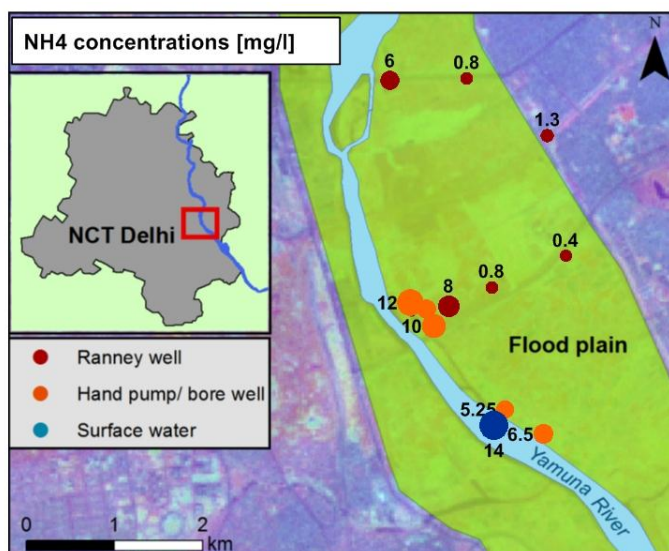 NH4 concentrations [mg/l]
N
6
0.8
1.3
NCT Delhi
0.4
0.8
8
12
10
Flood plain
Ranney well
Hand pump/ bore well
Surface water
5.25
6.5
14
Yamuna River
0 1 2
km